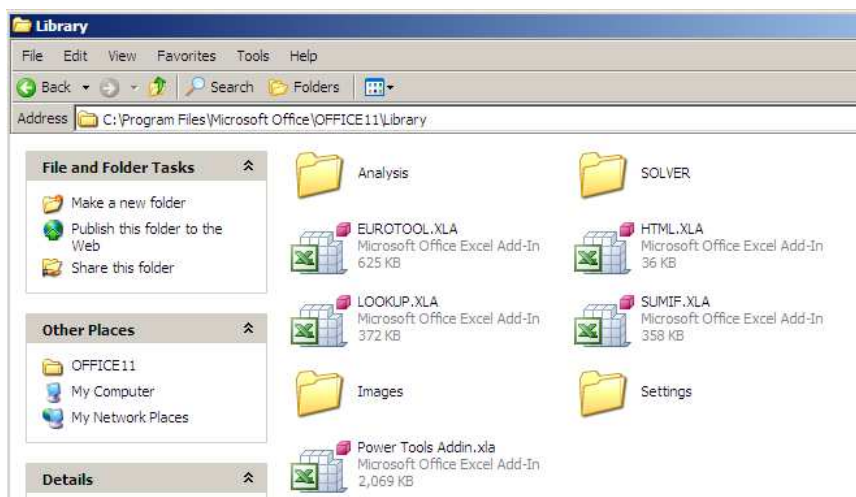 Library
File Edit View Favorites Tools Help
Back Search Folders
Address C:\Program Files\Microsoft Office\OFFICE11\Library
File and Folder Tasks
Make a new folder
Publish this folder to the
Web
Share this folder
Other Places
OFFICE11
My Computer
My Network Places
Details
Analysis
SOLVER
EUROTOOL.XLA
Microsoft Office Excel Add-In
625 KB
HTML.XLA
Microsoft Office Excel Add-In
36 KB
LOOKUP.XLA
Microsoft Office Excel Add-In
372 KB
SUMIF.XLA
Microsoft Office Excel Add-In
358 KB
Images
Settings
Power Tools Addin.xla
Microsoft Office Excel Add-In
2,069 KB